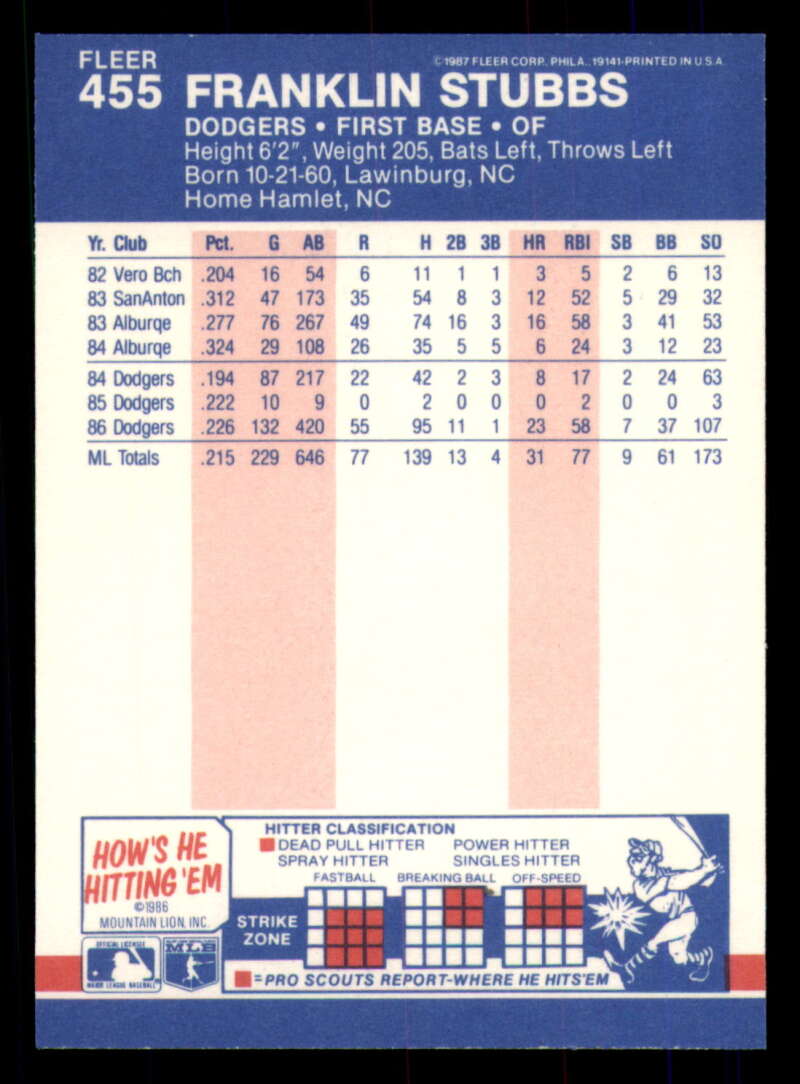 FLEER
©1987 FLEER CORP. PHILA., 19141-PRINTED IN U.S.A.
455 FRANKLIN STUBBS
DODGERS • FIRST BASE • OF
Height 6'2", Weight 205, Bats Left, Throws Left
Born 10-21-60, Lawinburg, NC
Home Hamlet, NC
Yr. Club Pct. G AB R H 2B 3B HR RBI SB BB SO
82 Vero Bch .204 16 54 6 11 1 1 3 5 2 6 13
83 SanAnton .312 47 173 35 54 8 3 12 52 5 29 32
83 Alburqe .277 76 267 49 74 16 3 16 58 3 41 53
84 Alburqe .324 29 108 26 35 5 5 6 24 3 12 23
84 Dodgers .194 87 217 22 42 2 3 8 17 2 24 63
85 Dodgers .222 10 9 0 2 0 0 0 2 0 0 3
86 Dodgers .226 132 420 55 95 11 1 23 58 7 37 107
ML Totals .215 229 646 77 139 13 4 31 77 9 61 173
HOW'S HE
HITTING 'EM
©1986
MOUNTAIN LION, INC.
HITTER CLASSIFICATION
DEAD PULL HITTER POWER HITTER
SPRAY HITTER SINGLES HITTER
FASTBALL BREAKING BALL OFF-SPEED
STRIKE
ZONE
=PRO SCOUTS REPORT-WHERE HE HITS'EM
OFFICIAL LICENSEE
MAJOR LEAGUE BASEBALL